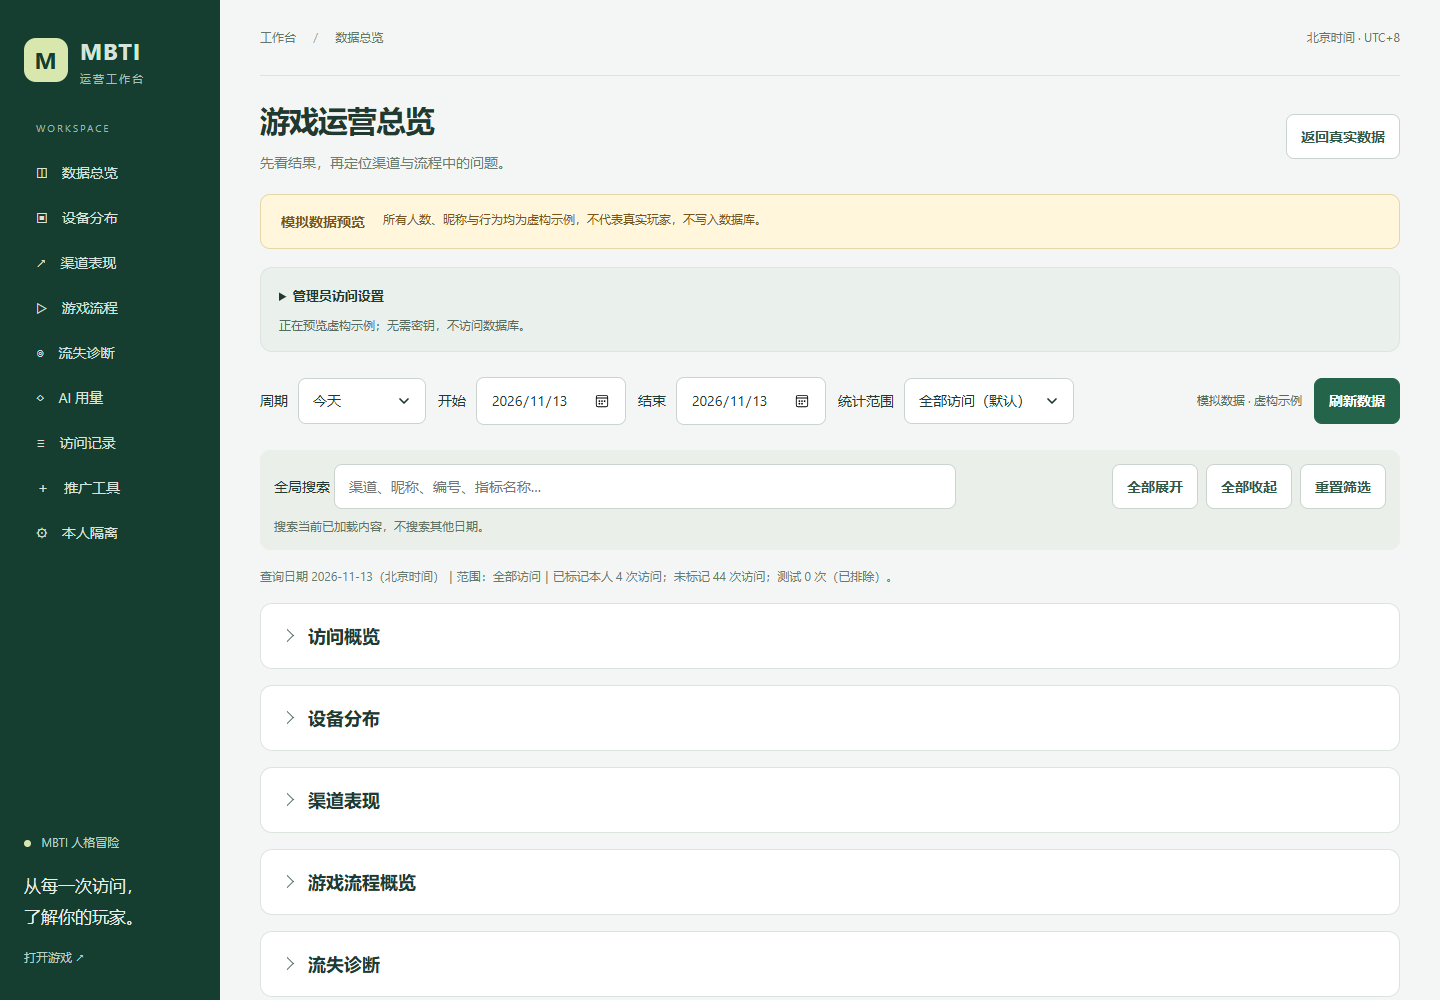 M
MBTI
运营工作台
WORKSPACE
数据总览
设备分布
渠道表现
游戏流程
流失诊断
AI 用量
访问记录
推广工具
本人隔离
MBTI 人格冒险
从每一次访问，
了解你的玩家。
打开游戏 ↗
工作台 / 数据总览
北京时间 · UTC+8
游戏运营总览
先看结果，再定位渠道与流程中的问题。
返回真实数据
模拟数据预览 所有人数、昵称与行为均为虚构示例，不代表真实玩家，不写入数据库。
管理员访问设置
正在预览虚构示例；无需密钥，不访问数据库。
周期 今天 开始 2026/11/13 结束 2026/11/13 统计范围 全部访问（默认） 模拟数据 · 虚构示例 刷新数据
全局搜索 渠道、昵称、编号、指标名称... 全部展开 全部收起 重置筛选
搜索当前已加载内容，不搜索其他日期。
查询日期 2026-11-13（北京时间）｜范围：全部访问｜已标记本人 4 次访问；未标记 44 次访问；测试 0 次（已排除）。
访问概览
设备分布
渠道表现
游戏流程概览
流失诊断